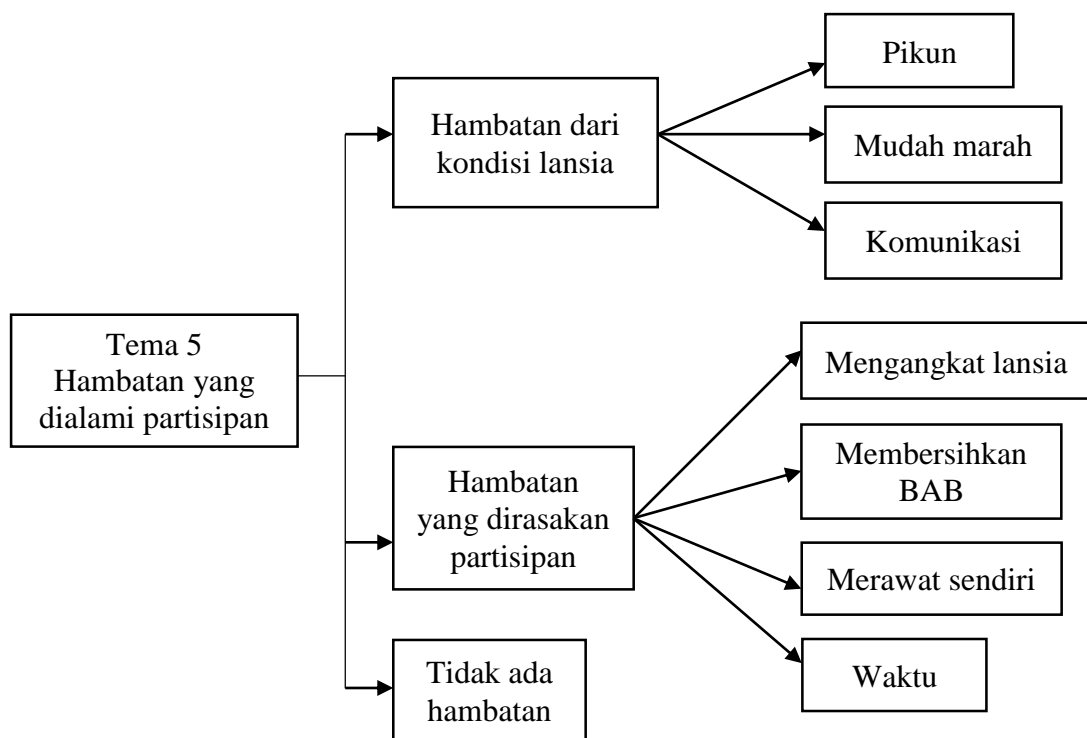 Tema 5
Hambatan yang
dialami partisipan
Hambatan dari
kondisi lansia
Pikun
Mudah marah
Komunikasi
Hambatan
yang dirasakan
partisipan
Mengangkat lansia
Membersihkan
BAB
Merawat sendiri
Waktu
Tidak ada
hambatan